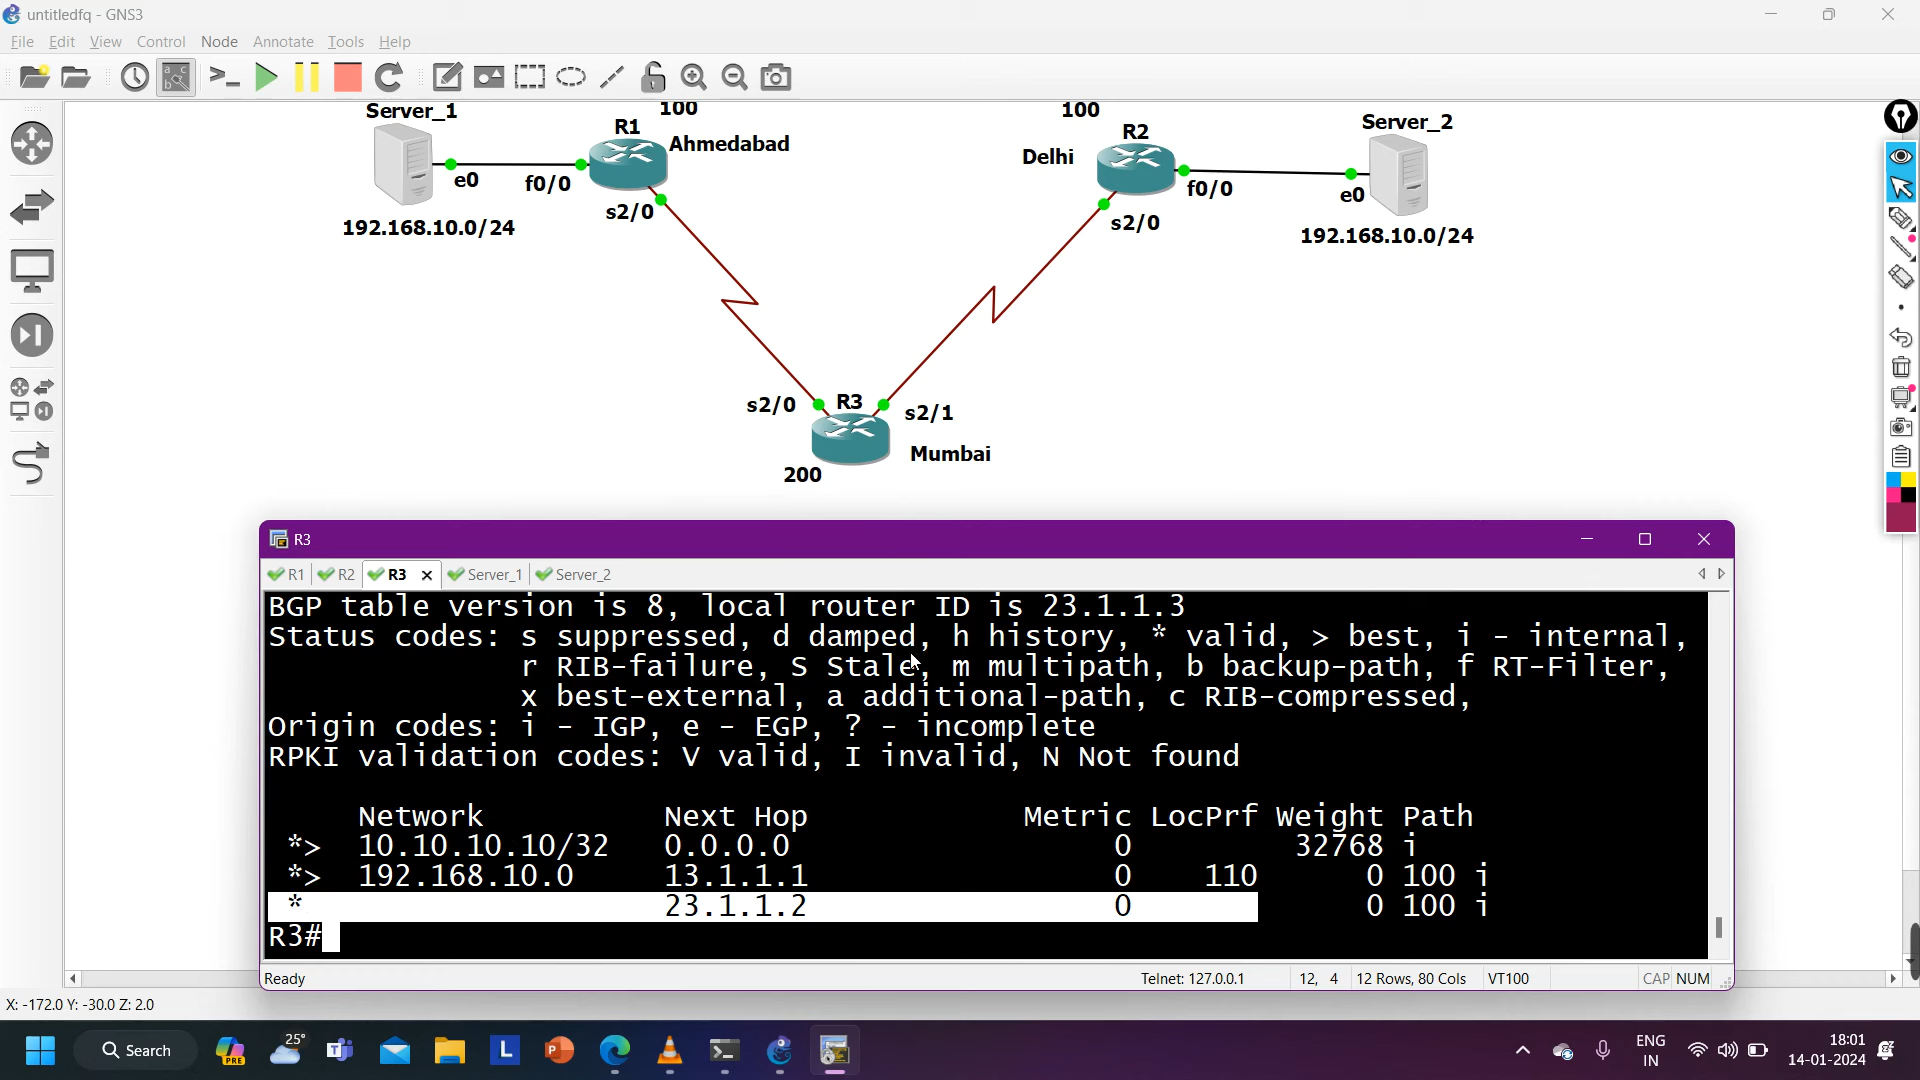 untitledfq - GNS3
File Edit View Control Node Annotate Tools Help
Server_1
100
R1
Ahmedabad
e0
f0/0
s2/0
192.168.10.0/24
100
R2
Delhi
Server_2
f0/0
e0
s2/0
192.168.10.0/24
s2/0
R3
s2/1
Mumbai
200
R3
R1 R2 R3 Server_1 Server_2
BGP table version is 8, local router ID is 23.1.1.3
Status codes: s suppressed, d damped, h history, * valid, > best, i - internal,
r RIB-failure, S Stale, m multipath, b backup-path, f RT-Filter,
x best-external, a additional-path, c RIB-compressed,
Origin codes: i - IGP, e - EGP, ? - incomplete
RPKI validation codes: V valid, I invalid, N Not found
Network Next Hop Metric LocPrf Weight Path
*> 10.10.10.10/32 0.0.0.0 0 32768 i
*> 192.168.10.0 13.1.1.1 0 110 0 100 i
* 23.1.1.2 0 0 100 i
R3#
Ready Telnet: 127.0.0.1 12, 4 12 Rows, 80 Cols VT100 CAP NUM
X: -172.0 Y: -30.0 Z: 2.0
Search
PRE
25°
L
ENG
IN
18:01
14-01-2024